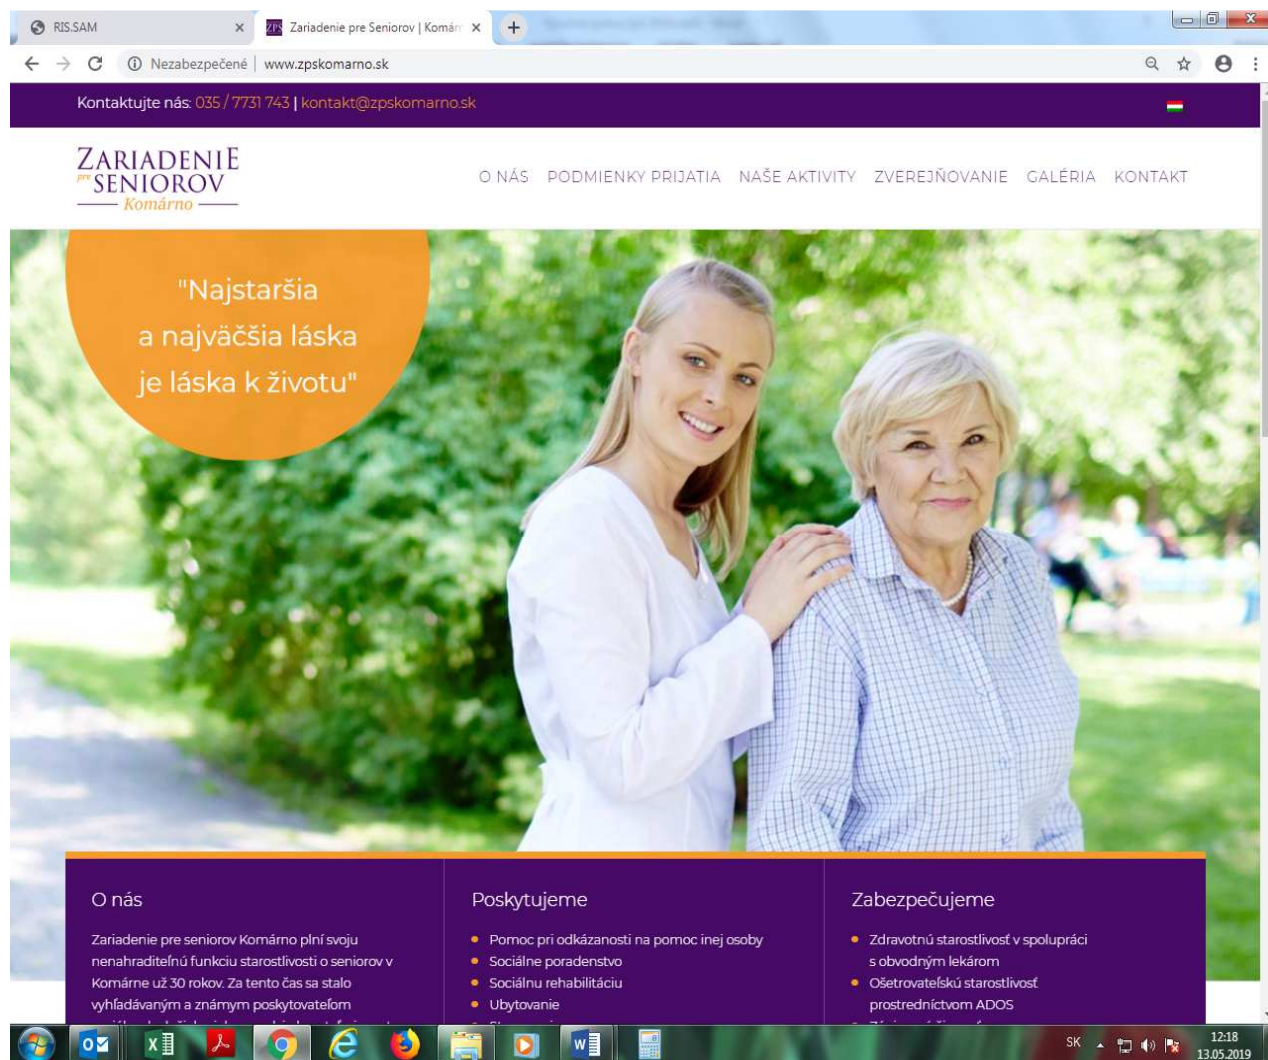 RIS.SAM
Zariadenie pre Seniorov | Komárn
Nezabezpečené | www.zpskomarno.sk
Kontaktujte nás: 035 / 7731 743 | kontakt@zpskomarno.sk
ZARIADENIE
pre SENIOROV
Komárno
O NÁS PODMIENKY PRIJATIA NAŠE AKTIVITY ZVEREJŇOVANIE GALÉRIA KONTAKT
"Najstaršia
a najväčšia láska
je láska k životu"
O nás
Zariadenie pre seniorov Komárno plní svoju
nenahraditeľnú funkciu starostlivosti o seniorov v
Komárne už 30 rokov. Za tento čas sa stalo
vyhľadávaným a známym poskytovateľom
Poskytujeme
Pomoc pri odkázanosti na pomoc inej osoby
Sociálne poradenstvo
Sociálnu rehabilitáciu
Ubytovanie
Zabezpečujeme
Zdravotnú starostlivosť v spolupráci
s obvodným lekárom
Ošetrovateľskú starostlivosť
prostredníctvom ADOS
SK
12:18
13.05.2019